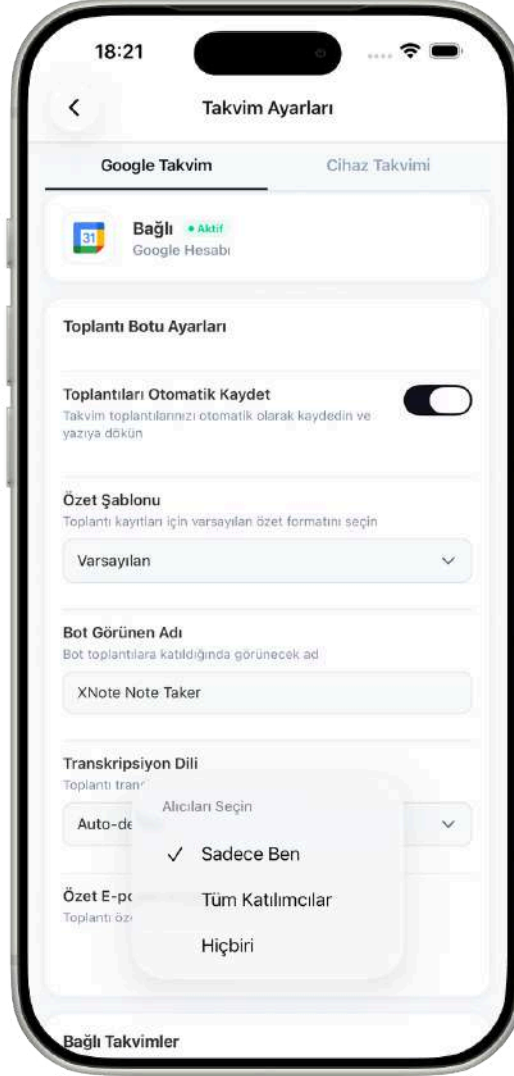 18:21
Takvim Ayarları
Google Takvim
Cihaz Takvimi
31
Bağlı
• Aktif
Google Hesabı
Toplantı Botu Ayarları
Toplantıları Otomatik Kaydet
Takvim toplantılarınızı otomatik olarak kaydedin ve
yazıya dökün
Özet Şablonu
Toplantı kayıtları için varsayılan özet formatını seçin
Varsayılan
Bot Görünen Adı
Bot toplantılara katıldığında görünecek ad
XNote Note Taker
Transkripsiyon Dili
Toplantı
Alıcıları Seçin
Auto-de
✓ Sadece Ben
Özet E-po
Tüm Katılımcılar
Toplantı öz
Hiçbiri
Bağlı Takvimler